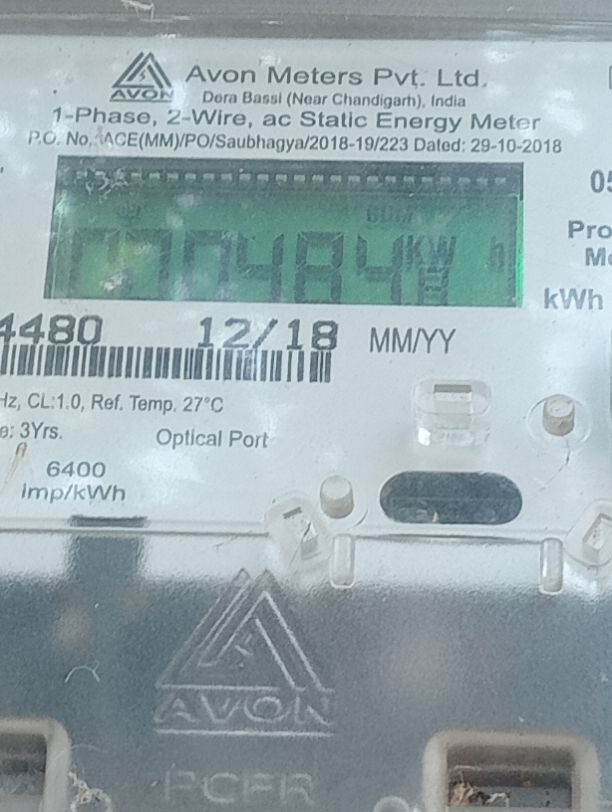 Avon Meters Pvt. Ltd.
AVON
Dera Bassi (Near Chandigarh), India
1-Phase, 2-Wire, ac Static Energy Meter
P.O. No. ACE(MM)/PO/Saubhagya/2018-19/223 Dated: 29-10-2018
05
Pro
kWh
4480 12/18 MM/YY
Hz, CL:1.0, Ref. Temp. 27°C
e: 3Yrs.
Optical Port
6400
imp/kWh
AVON